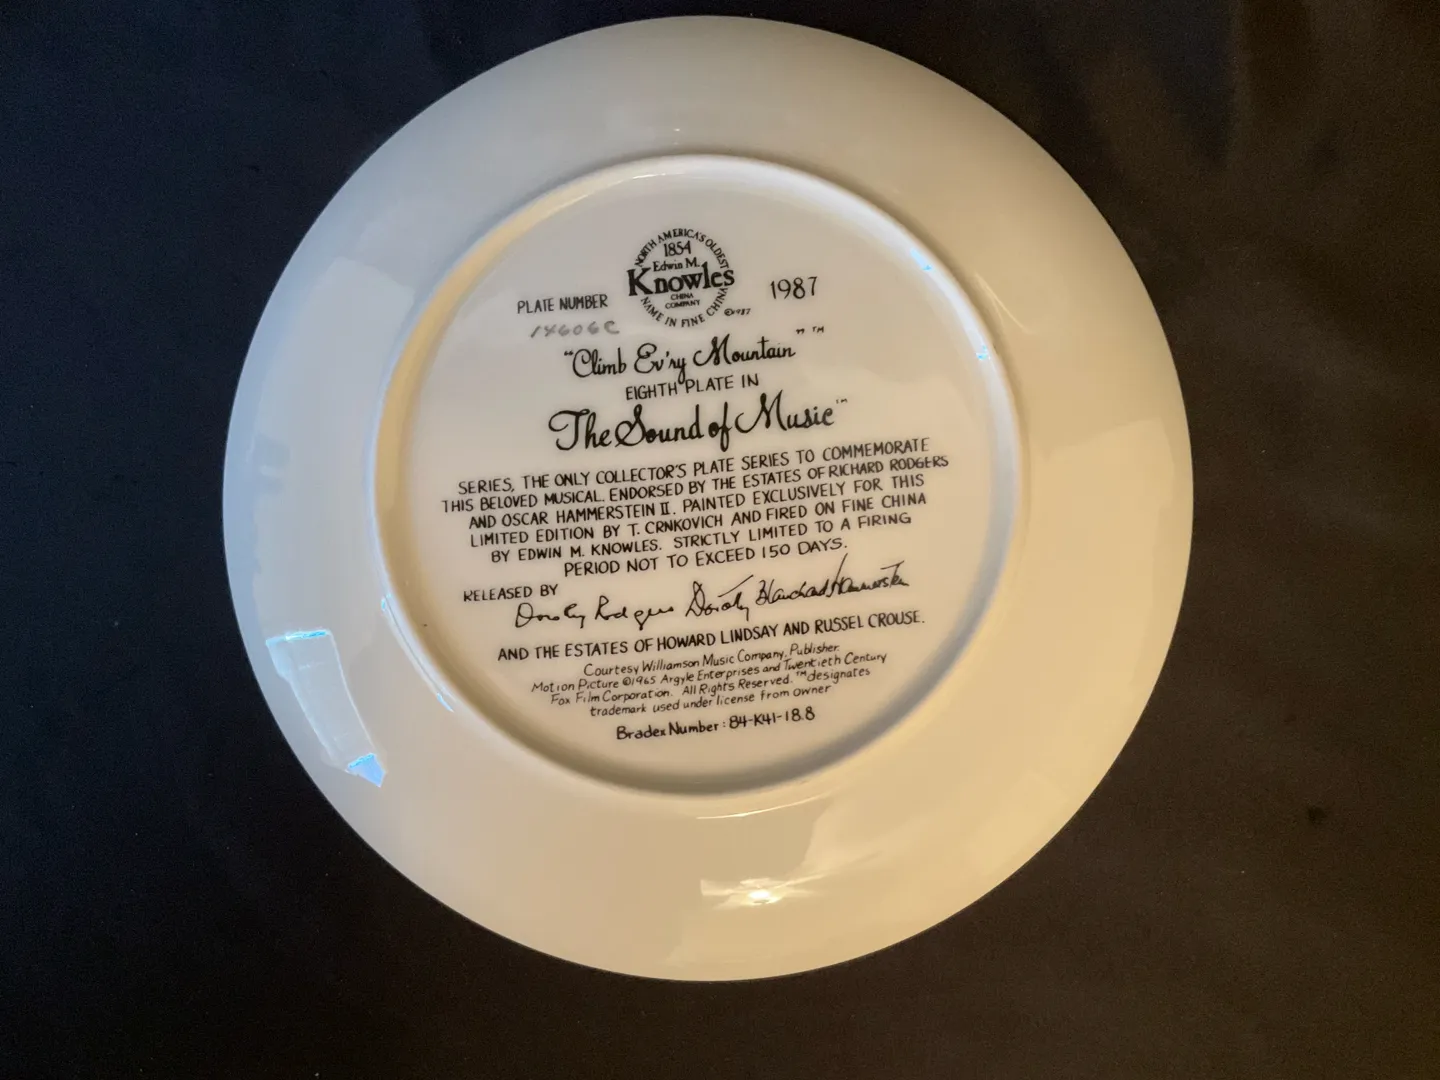 NORTH AMERICA'S OLDEST
1854
Edwin M.
Knowles
CHINA
COMPANY
NAME IN FINE CHINA
©1987
PLATE NUMBER
14606C
1987
"Climb Ev'ry Mountain" ™
EIGHTH PLATE IN
The Sound of Music ™
SERIES, THE ONLY COLLECTOR'S PLATE SERIES TO COMMEMORATE
THIS BELOVED MUSICAL. ENDORSED BY THE ESTATES OF RICHARD RODGERS
AND OSCAR HAMMERSTEIN II. PAINTED EXCLUSIVELY FOR THIS
LIMITED EDITION BY T. CRNKOVICH AND FIRED ON FINE CHINA
BY EDWIN M. KNOWLES. STRICTLY LIMITED TO A FIRING
PERIOD NOT TO EXCEED 150 DAYS.
RELEASED BY
Dorothy Rodgers Dorothy Blanchard Hammerstein
AND THE ESTATES OF HOWARD LINDSAY AND RUSSEL CROUSE.
Courtesy Williamson Music Company, Publisher.
Motion Picture ©1965 Argyle Enterprises and Twentieth Century
Fox Film Corporation. All Rights Reserved. ™designates
trademark used under license from owner
Bradex Number: 84-K41-18.8